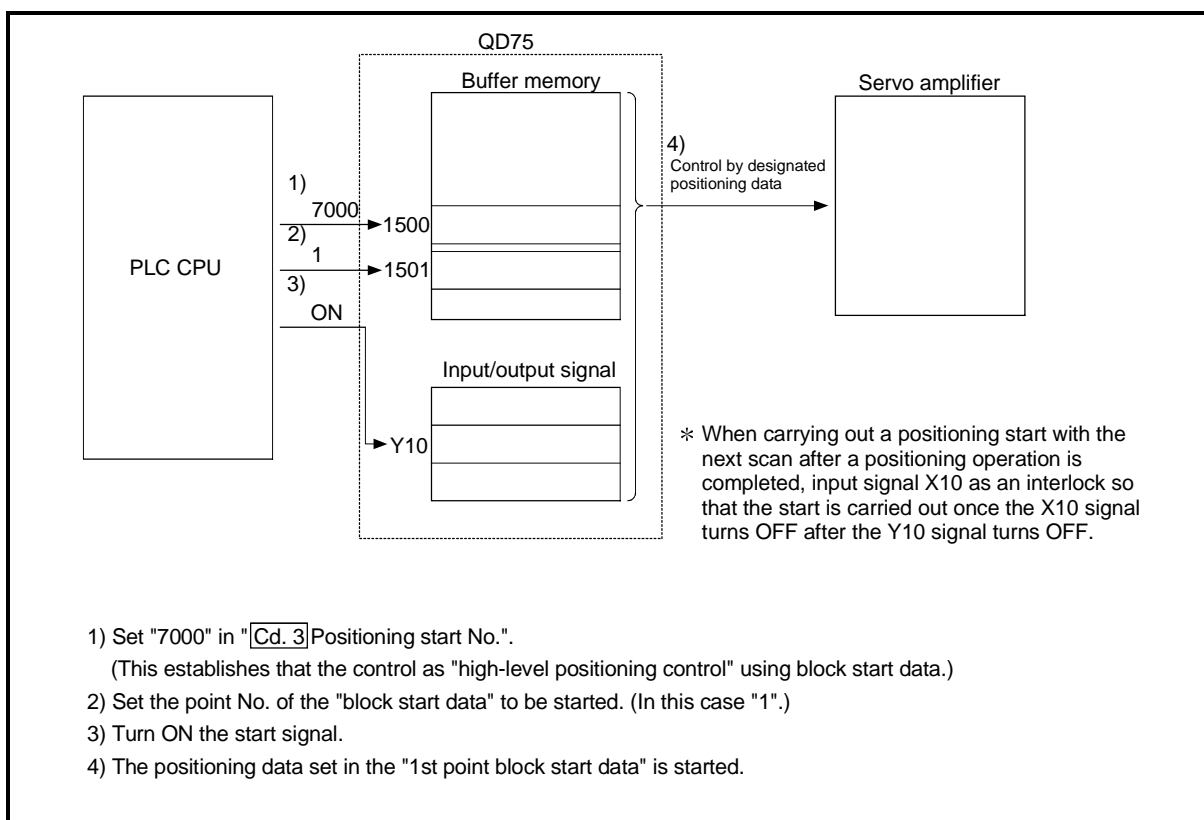 QD75
Buffer memory
Servo amplifier
4)
Control by designated
positioning data
1)
7000
1500
2)
1
1501
PLC CPU
3)
ON
Input/output signal
Y10
* When carrying out a positioning start with the
next scan after a positioning operation is
completed, input signal X10 as an interlock so
that the start is carried out once the X10 signal
turns OFF after the Y10 signal turns OFF.
1) Set "7000" in "Cd. 3 Positioning start No.".
(This establishes that the control as "high-level positioning control" using block start data.)
2) Set the point No. of the "block start data" to be started. (In this case "1".)
3) Turn ON the start signal.
4) The positioning data set in the "1st point block start data" is started.